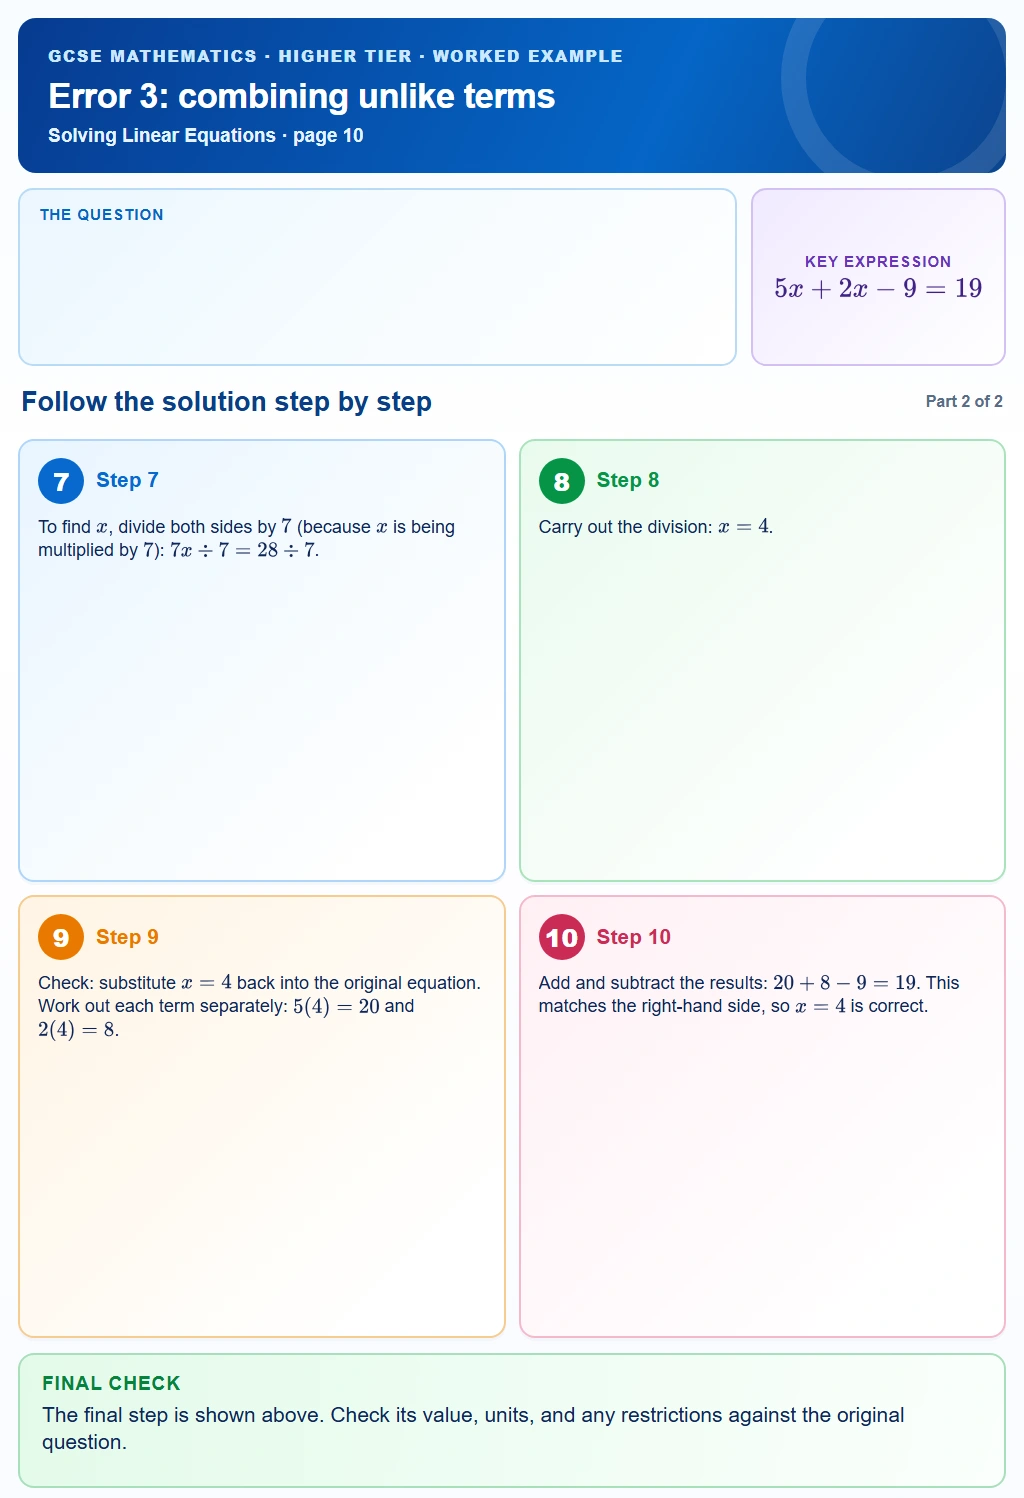 GCSE MATHEMATICS · HIGHER TIER · WORKED EXAMPLE
Error 3: combining unlike terms
Solving Linear Equations · page 10
THE QUESTION
KEY EXPRESSION
5x + 2x − 9 = 19
Follow the solution step by step
Part 2 of 2
7 Step 7
To find x, divide both sides by 7 (because x is being
multiplied by 7): 7x ÷ 7 = 28 ÷ 7.
8 Step 8
Carry out the division: x = 4.
9 Step 9
Check: substitute x = 4 back into the original equation.
Work out each term separately: 5(4) = 20 and
2(4) = 8.
10 Step 10
Add and subtract the results: 20 + 8 − 9 = 19. This
matches the right-hand side, so x = 4 is correct.
FINAL CHECK
The final step is shown above. Check its value, units, and any restrictions against the original
question.